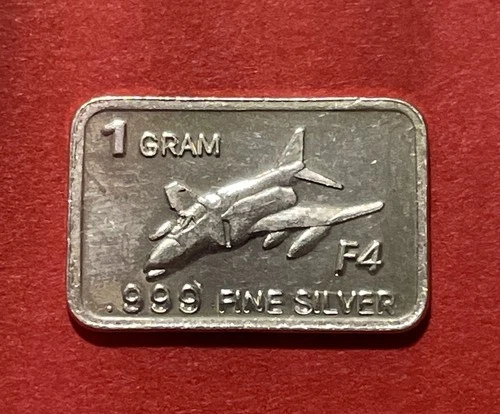 1 GRAM
F4
.999 FINE SILVER